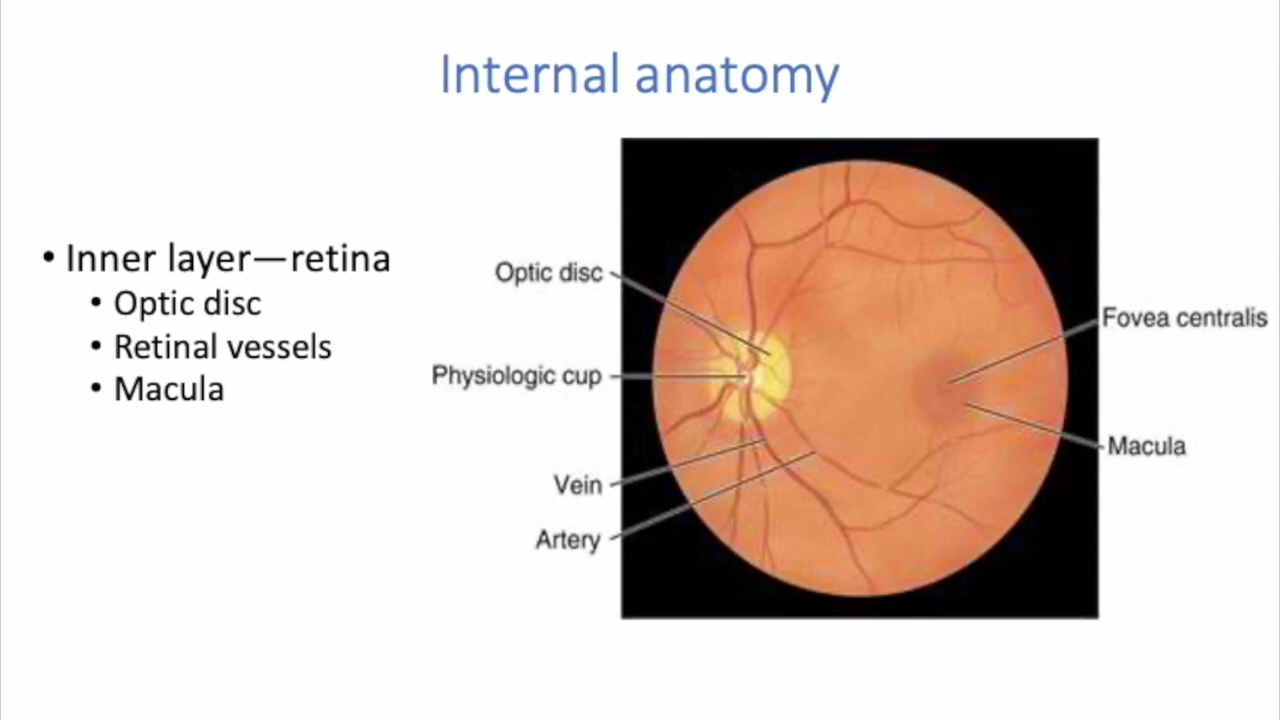 Internal anatomy
• Inner layer—retina
• Optic disc
• Retinal vessels
• Macula
Optic disc
Physiologic cup
Vein
Artery
Fovea centralis
Macula